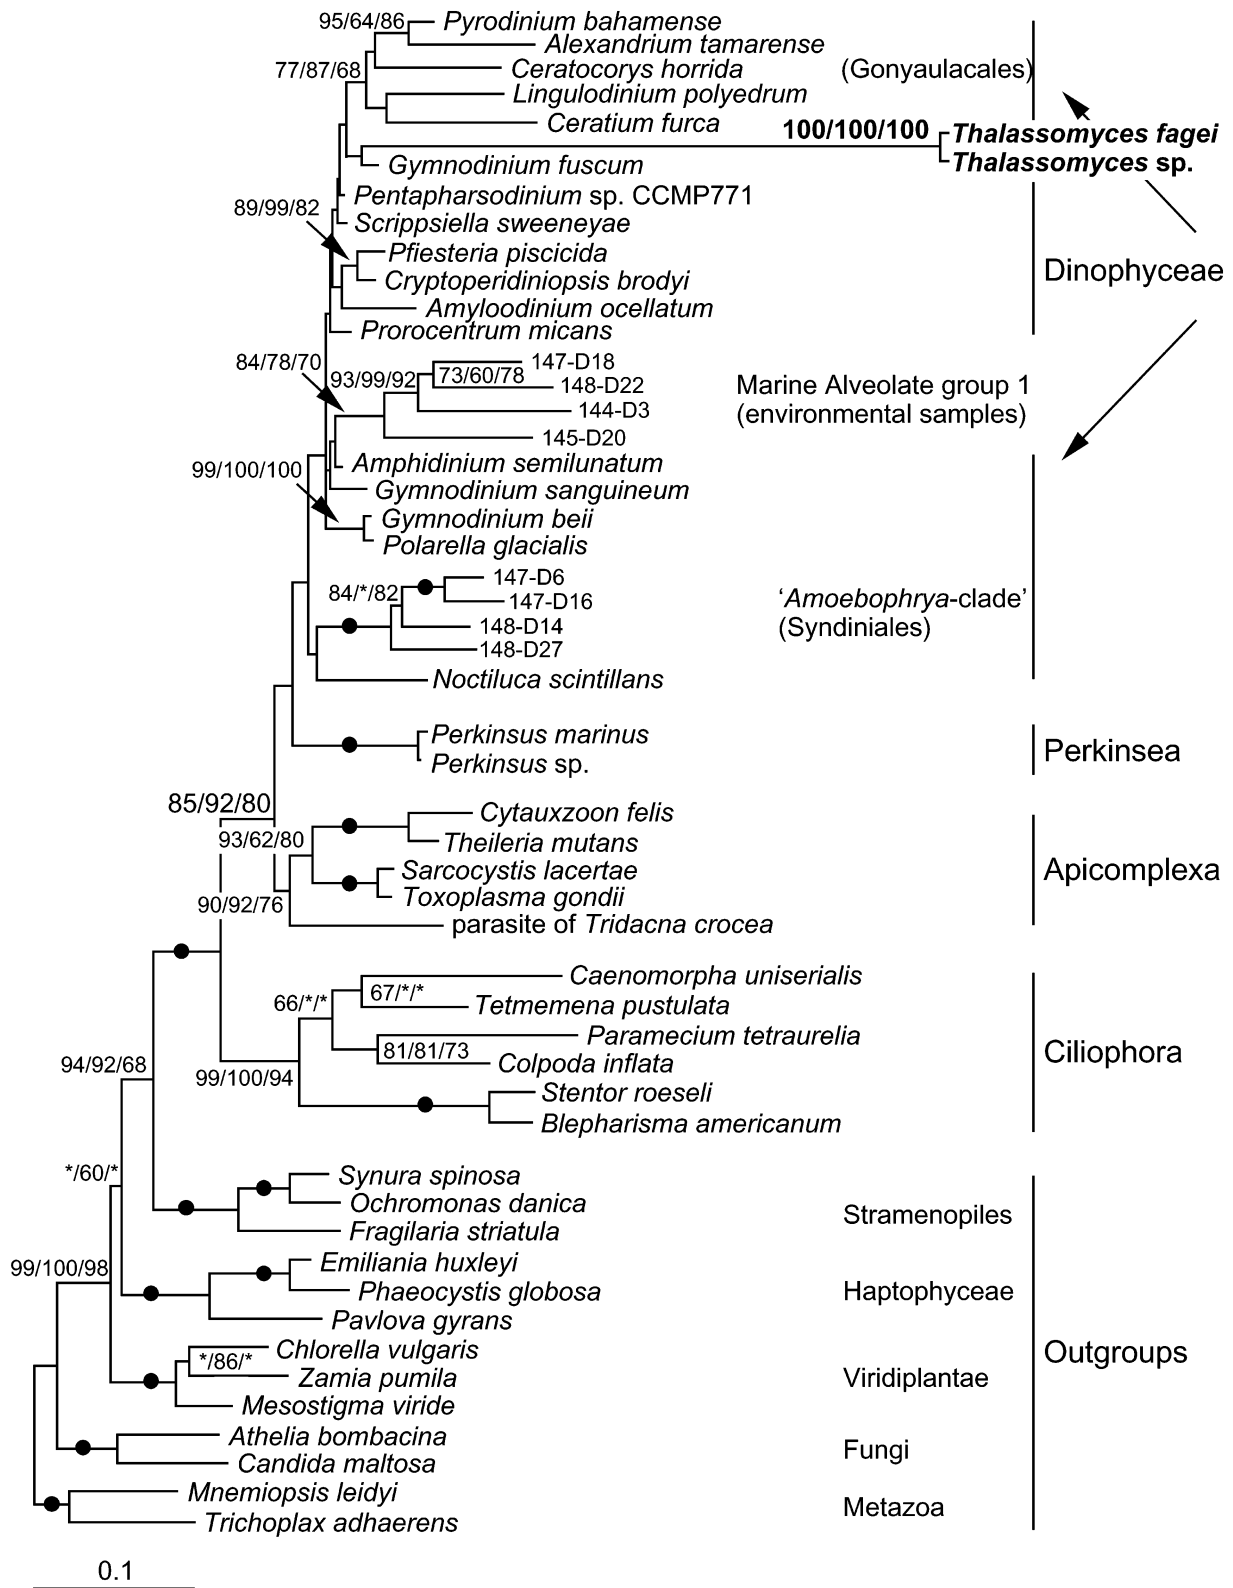 95/64/86
Pyrodinium bahamense
Alexandrium tamarense
77/87/68
Ceratocorys horrida
(Gonyaulacales)
Lingulodinium polyedrum
Ceratium furca
100/100/100
Thalassomyces fagei
Thalassomyces sp.
Gymnodinium fuscum
Pentapharsodinium sp. CCMP771
89/99/82
Scrippsiella sweeneyae
Pfiesteria piscicida
Dinophyceae
Cryptoperidiniopsis brodyi
Amyloodinium ocellatum
Prorocentrum micans
84/78/70
93/99/92
147-D18
73/60/78
148-D22
Marine Alveolate group 1
(environmental samples)
144-D3
145-D20
99/100/100
Amphidinium semilunatum
Gymnodinium sanguineum
Gymnodinium beii
Polarella glacialis
84/*/82
147-D6
147-D16
‘Amoebophrya-clade’
(Syndiniales)
148-D14
148-D27
Noctiluca scintillans
Perkinsus marinus
Perkinsus sp.
Perkinsea
85/92/80
Cytauxzoon felis
93/62/80
Theileria mutans
Sarcocystis lacertae
Apicomplexa
Toxoplasma gondii
90/92/76
parasite of Tridacna crocea
Caenomorpha uniserialis
67/*/*
66/*/*
Tetmemena pustulata
Paramecium tetraurelia
81/81/73
Ciliophora
Colpoda inflata
94/92/68
99/100/94
Stentor roeseli
Blepharisma americanum
*/60/*
Synura spinosa
Ochromonas danica
Stramenopiles
Fragilaria striatula
99/100/98
Emiliania huxleyi
Phaeocystis globosa
Haptophyceae
Pavlova gyrans
Chlorella vulgaris
*/86/*
Outgroups
Zamia pumila
Viridiplantae
Mesostigma viride
Athelia bombacina
Fungi
Candida maltosa
Mnemiopsis leidyi
Metazoa
Trichoplax adhaerens
0.1